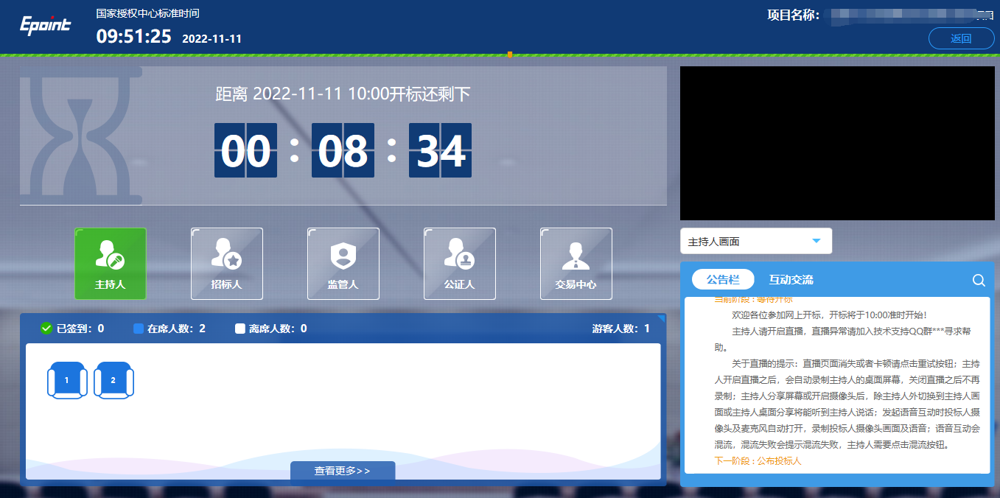 Epoint
国家授权中心标准时间
09:51:25 2022-11-11
项目名称：
返回
距离 2022-11-11 10:00开标还剩下
00 : 08 : 34
主持人
招标人
监管人
公证人
交易中心
已签到：0
在席人数：2
离席人数：0
游客人数：1
1
2
查看更多>>
主持人画面
公告栏
互动交流
当前阶段 : 等待开标
欢迎各位参加网上开标，开标将于10:00准时开始！
主持人请开启直播，直播异常请加入技术支持QQ群***寻求帮
助。
关于直播的提示：直播页面消失或者卡顿请点击重试按钮；主持
人开启直播之后，会自动录制主持人的桌面屏幕，关闭直播之后不再
录制；主持人分享屏幕或开启摄像头后，除主持人外切换到主持人画
面或主持人桌面分享将能听到主持人说话；发起语音互动时投标人摄
像头及麦克风自动打开，录制投标人摄像头画面及语音；语音互动会
混流，混流失败会提示混流失败，主持人需要点击混流按钮。
下一阶段 : 公布投标人